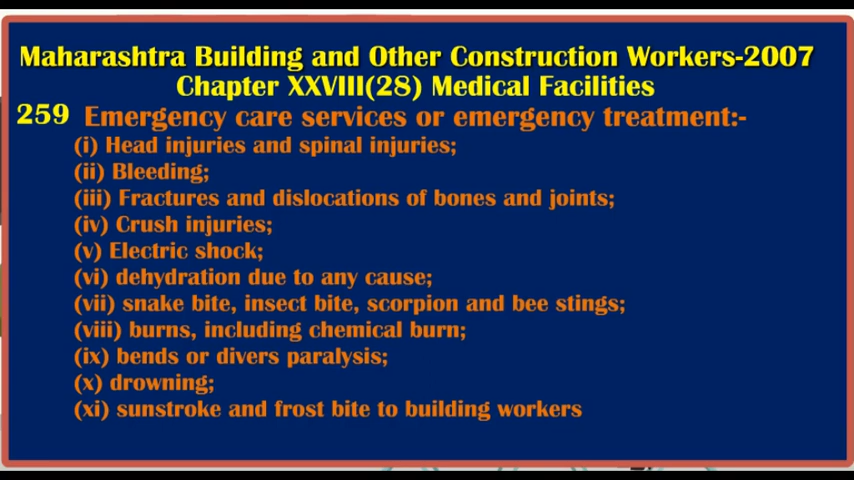 Maharashtra Building and Other Construction Workers-2007
Chapter XXVIII(28) Medical Facilities
259 Emergency care services or emergency treatment:-
(i) Head injuries and spinal injuries;
(ii) Bleeding;
(iii) Fractures and dislocations of bones and joints;
(iv) Crush injuries;
(v) Electric shock;
(vi) dehydration due to any cause;
(vii) snake bite, insect bite, scorpion and bee stings;
(viii) burns, including chemical burn;
(ix) bends or divers paralysis;
(x) drowning;
(xi) sunstroke and frost bite to building workers